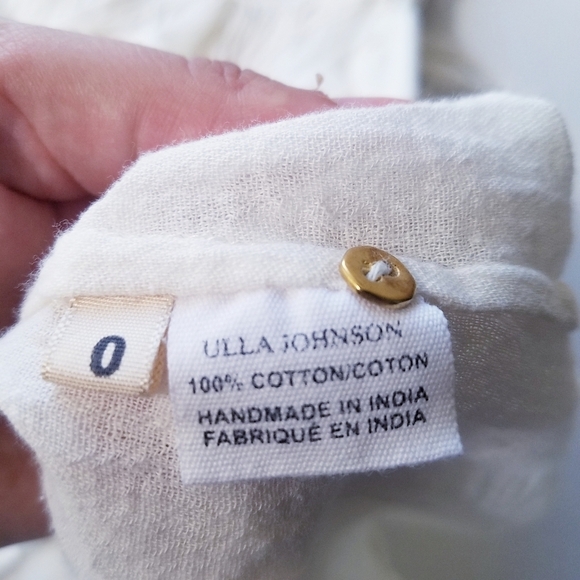 0
ULLA JOHNSON
100% COTTON/COTON
HANDMADE IN INDIA
FABRIQUÉ EN INDIA